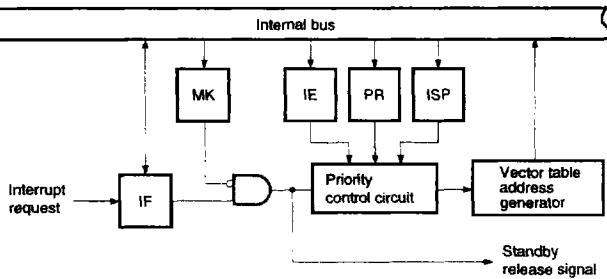 Internal bus
MK
IE
PR
ISP
Interrupt
request
IF
Priority
control circuit
Vector table
address
generator
Standby
release signal